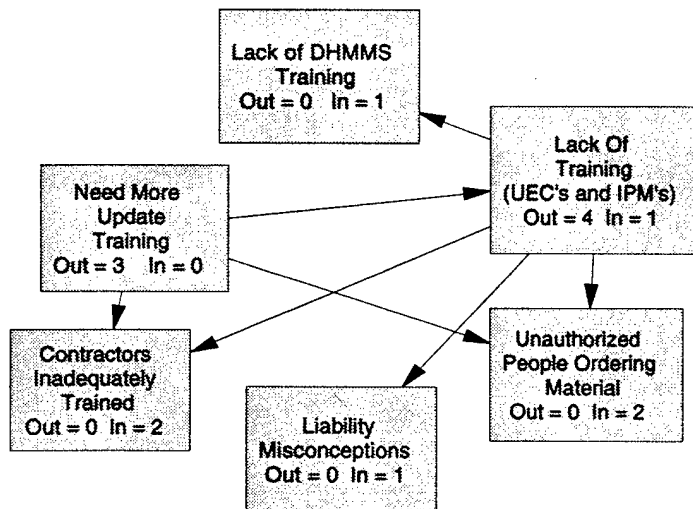 Lack of DHMMS
Training
Out = 0 In = 1
Lack Of
Training
(UEC's and IPM's)
Out = 4 In = 1
Need More
Update
Training
Out = 3 In = 0
Contractors
Inadequately
Trained
Out = 0 In = 2
Liability
Misconceptions
Out = 0 In = 1
Unauthorized
People Ordering
Material
Out = 0 In = 2